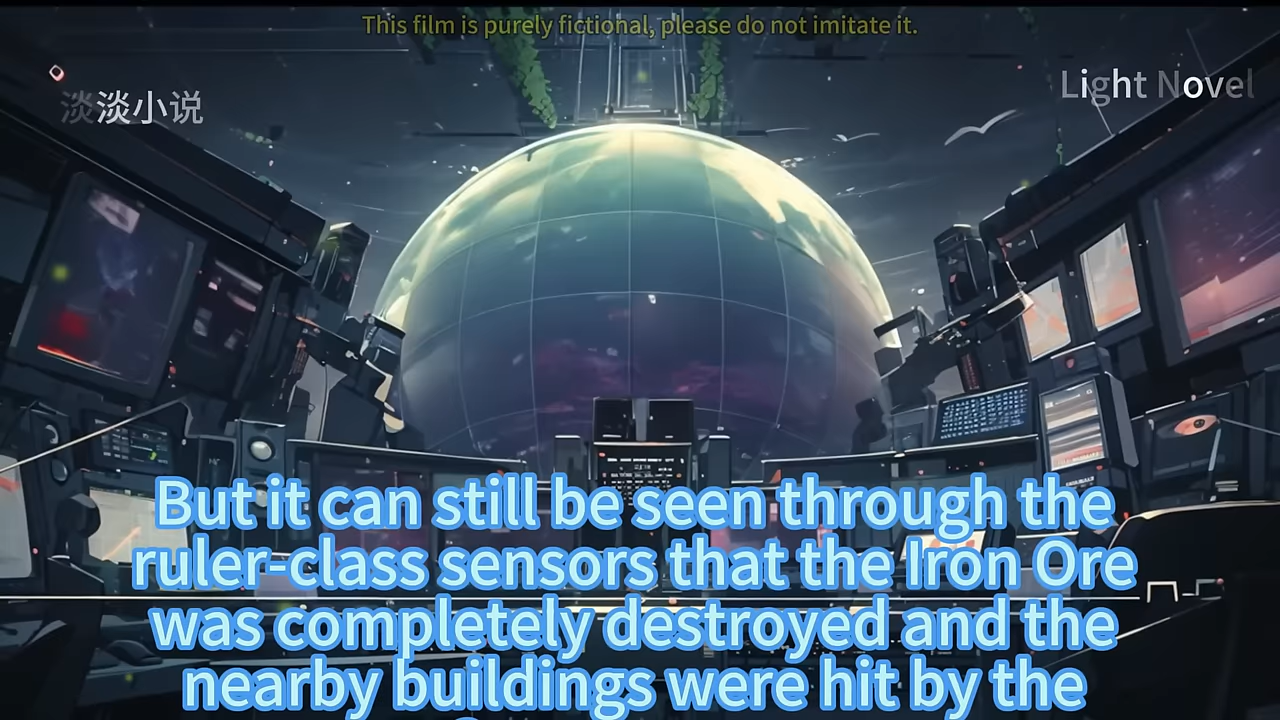 This film is purely fictional, please do not imitate it.
淡淡小说
Light Novel
But it can still be seen through the
ruler-class sensors that the Iron Ore
was completely destroyed and the
nearby buildings were hit by the